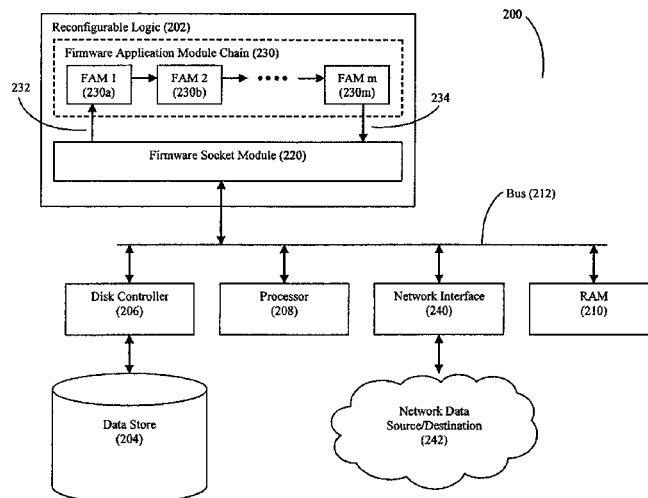 200
Reconfigurable Logic (202)
Firmware Application Module Chain (230)
FAM 1
(230a)
FAM 2
(230b)
FAM m
(230m)
232
234
Firmware Socket Module (220)
Bus (212)
Disk Controller
(206)
Processor
(208)
Network Interface
(240)
RAM
(210)
Data Store
(204)
Network Data
Source/Destination
(242)